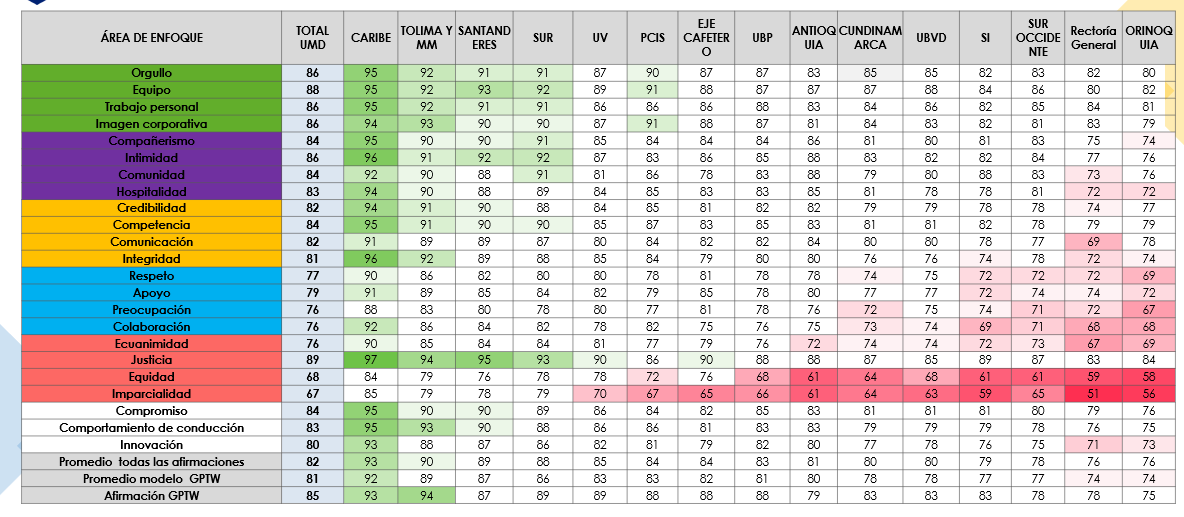 ÁREA DE ENFOQUE TOTAL UMD CARIBE TOLIMA Y MM SANTANDERES SUR UV PCIS EJE CAFETERO UBP ANTIOQUIA CUNDINAMARCA UBVD SI SUR OCCIDENTE Rectoría General ORINOQUIA
Orgullo 86 95 92 91 91 87 90 87 87 83 85 85 82 83 82 80
Equipo 88 95 92 93 92 89 91 88 87 87 87 88 84 86 80 82
Trabajo personal 86 95 92 91 91 86 86 86 88 83 84 86 82 85 84 81
Imagen corporativa 86 94 93 90 90 87 91 88 87 81 84 83 82 81 83 79
Compañerismo 84 95 90 90 91 85 84 84 84 86 81 80 81 83 75 74
Intimidad 86 96 91 92 92 87 83 86 85 88 83 82 82 84 77 76
Comunidad 84 92 90 88 91 81 86 78 83 88 79 80 88 83 73 76
Hospitalidad 83 94 90 88 89 84 85 83 83 85 81 78 78 81 72 72
Credibilidad 82 94 91 90 88 84 85 81 82 82 79 79 78 78 74 77
Competencia 84 95 91 90 90 85 87 83 85 83 81 81 82 78 79 79
Comunicación 82 91 89 89 87 80 84 82 82 84 80 80 78 77 69 78
Integridad 81 96 92 89 88 85 84 79 80 80 76 76 74 78 72 74
Respeto 77 90 86 82 80 80 78 81 78 78 74 75 72 72 72 69
Apoyo 79 91 89 85 84 82 79 85 78 80 77 77 72 74 74 72
Preocupación 76 88 83 80 78 80 77 81 78 76 72 75 74 71 72 67
Colaboración 76 92 86 84 82 78 82 75 76 75 73 74 69 71 68 68
Ecuanimidad 76 90 85 84 84 81 77 79 76 72 74 74 72 73 67 69
Justicia 89 97 94 95 93 90 86 90 88 88 87 85 89 87 83 84
Equidad 68 84 79 76 78 78 72 76 68 61 64 68 61 61 59 58
Imparcialidad 67 85 79 78 79 70 67 65 66 61 64 63 59 65 51 56
Compromiso 84 95 90 90 89 86 84 82 85 83 81 81 81 80 79 76
Comportamiento de conducción 83 95 93 90 88 86 86 81 83 83 79 79 79 78 76 75
Innovación 80 93 88 87 86 82 81 79 82 80 77 78 76 75 71 73
Promedio todas las afirmaciones 82 93 90 89 88 85 84 84 83 81 80 80 79 78 76 76
Promedio modelo GPTW 81 92 89 87 86 83 83 82 81 80 78 78 77 77 74 74
Afirmación GPTW 85 93 94 87 89 89 88 88 88 79 83 83 83 78 78 75